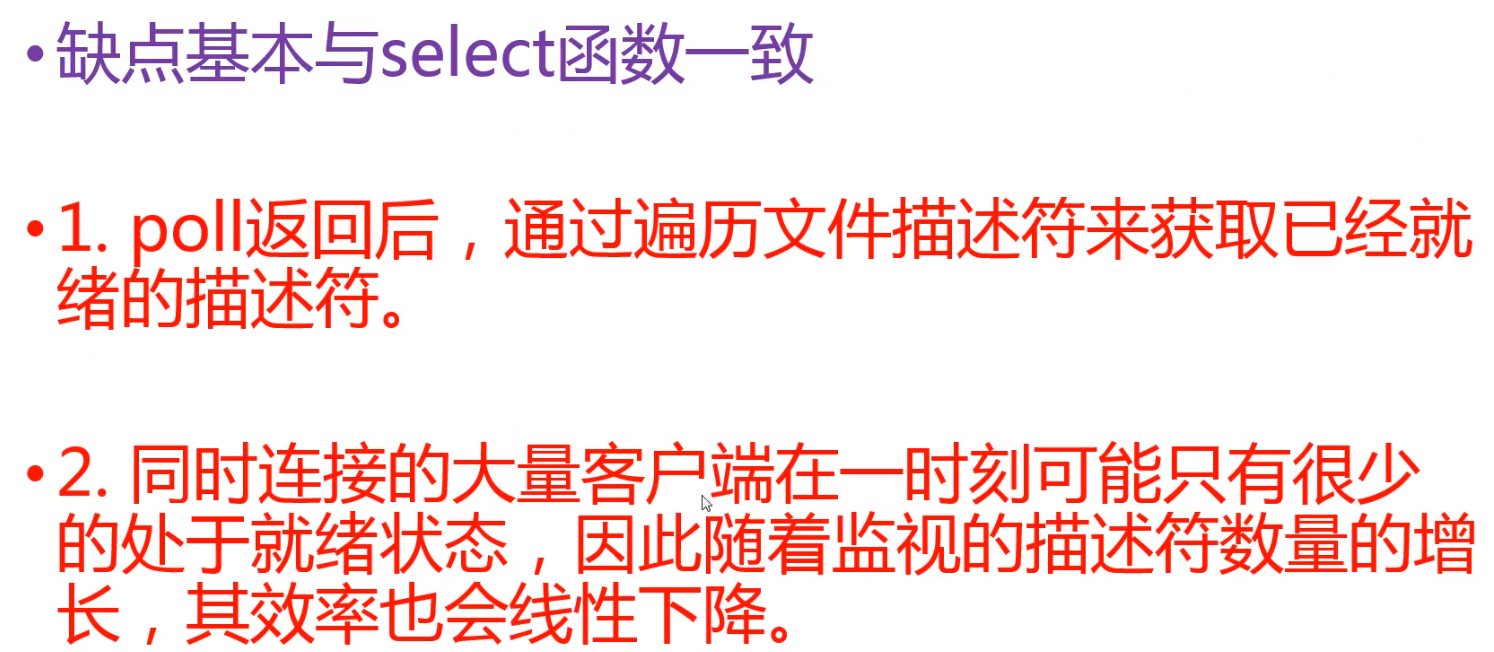 •缺点基本与select函数一致
•1. poll返回后，通过遍历文件描述符来获取已经就
绪的描述符。
•2. 同时连接的大量客户端在一时刻可能只有很少
的处于就绪状态，因此随着监视的描述符数量的增
长，其效率也会线性下降。